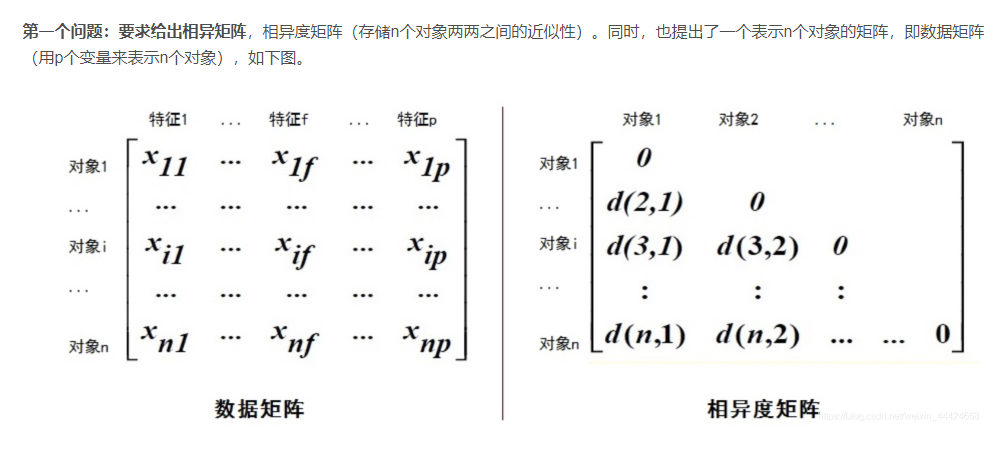 第一个问题：要求给出相异矩阵，相异度矩阵（存储n个对象两两之间的近似性）。同时，也提出了一个表示n个对象的矩阵，即数据矩阵
（用p个变量来表示n个对象），如下图。
特征1 ... 特征f ... 特征p
对象1 x11 ... x1f ... x1p
... ... ... ... ... ...
对象i xi1 ... xif ... xip
... ... ... ... ... ...
对象n xn1 ... xnf ... xnp
数据矩阵
对象1 对象2 ... 对象n
对象1 0
... d(2,1) 0
对象i d(3,1) d(3,2) 0
... : : :
对象n d(n,1) d(n,2) ... ... 0
相异度矩阵